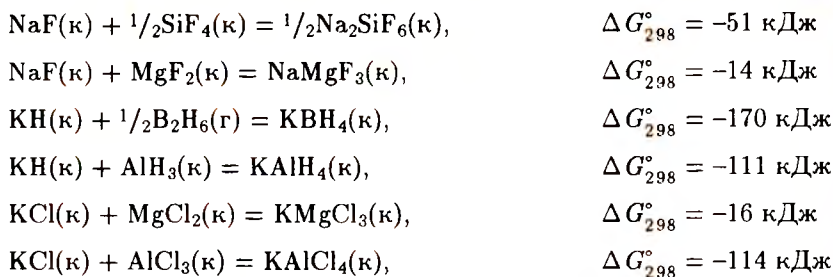 NaF(к) + 1/2SiF4(к) = 1/2Na2SiF6(к), ΔG°298 = −51 кДж
NaF(к) + MgF2(к) = NaMgF3(к), ΔG°298 = −14 кДж
KH(к) + 1/2B2H6(г) = KBH4(к), ΔG°298 = −170 кДж
KH(к) + AlH3(к) = KAlH4(к), ΔG°298 = −111 кДж
KCl(к) + MgCl2(к) = KMgCl3(к), ΔG°298 = −16 кДж
KCl(к) + AlCl3(к) = KAlCl4(к), ΔG°298 = −114 кДж